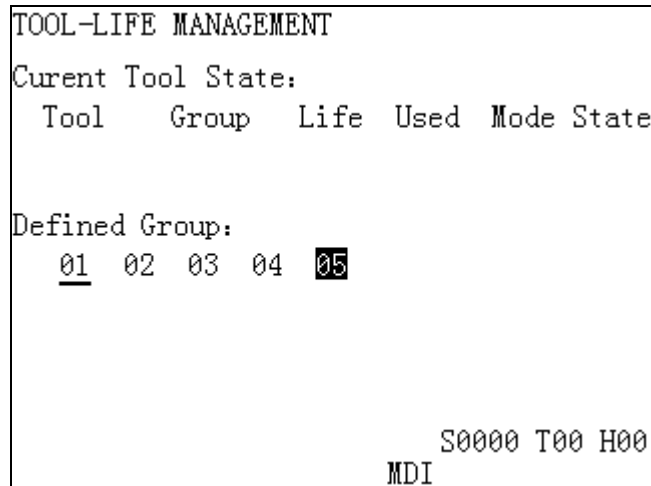 TOOL-LIFE MANAGEMENT
Curent Tool State:
Tool Group Life Used Mode State
Defined Group:
01 02 03 04 05
S0000 T00 H00
MDI